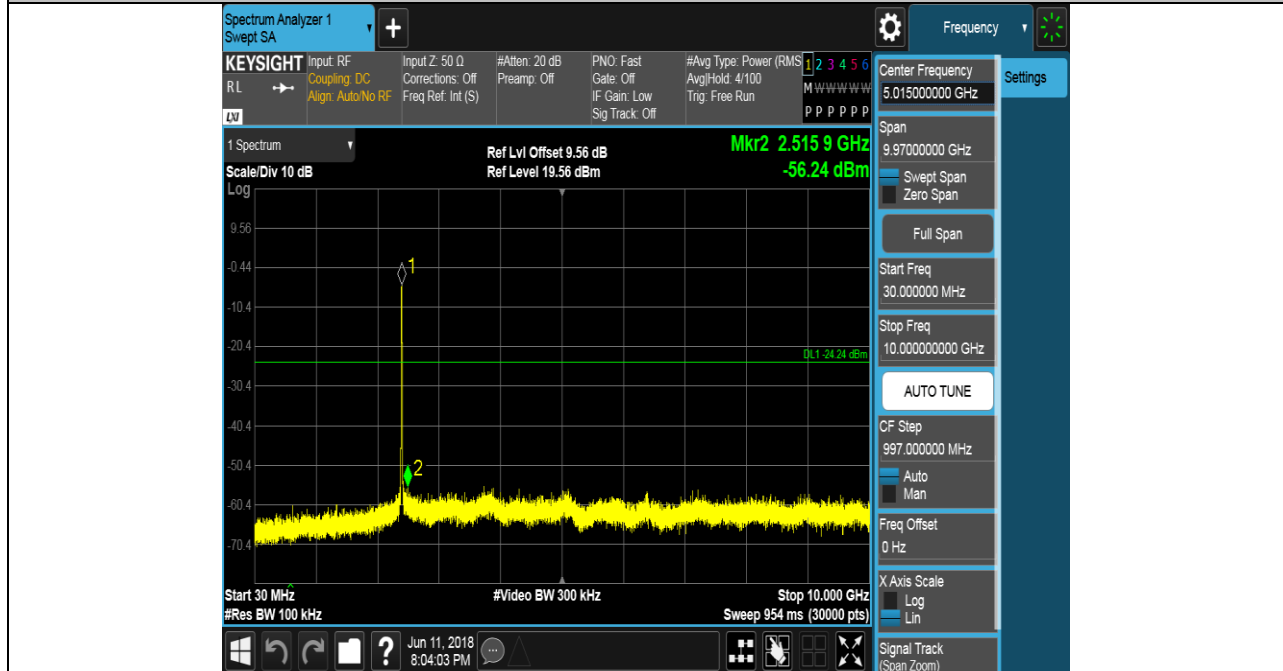 Spectrum Analyzer 1
Swept SA
+
Frequency
KEYSIGHT
RL
LXI
Input: RF
Coupling: DC
Align: Auto/No RF
Input Z: 50 Ω
Corrections: Off
Freq Ref: Int (S)
#Atten: 20 dB
Preamp: Off
PNO: Fast
Gate: Off
IF Gain: Low
Sig Track: Off
#Avg Type: Power (RMS
Avg|Hold: 4/100
Trig: Free Run
1 2 3 4 5 6
M W W W W W
P P P P P P
1 Spectrum
Scale/Div 10 dB
Ref Lvl Offset 9.56 dB
Ref Level 19.56 dBm
Mkr2 2.515 9 GHz
-56.24 dBm
Log
9.56
-0.44
-10.4
-20.4
-30.4
-40.4
-50.4
-60.4
-70.4
1
2
DL1 -24.24 dBm
Start 30 MHz
#Res BW 100 kHz
#Video BW 300 kHz
Stop 10.000 GHz
Sweep 954 ms (30000 pts)
?
Jun 11, 2018
8:04:03 PM
Center Frequency
5.015000000 GHz
Span
9.97000000 GHz
Swept Span
Zero Span
Full Span
Start Freq
30.000000 MHz
Stop Freq
10.000000000 GHz
AUTO TUNE
CF Step
997.000000 MHz
Auto
Man
Freq Offset
0 Hz
X Axis Scale
Log
Lin
Signal Track
(Span Zoom)
Settings